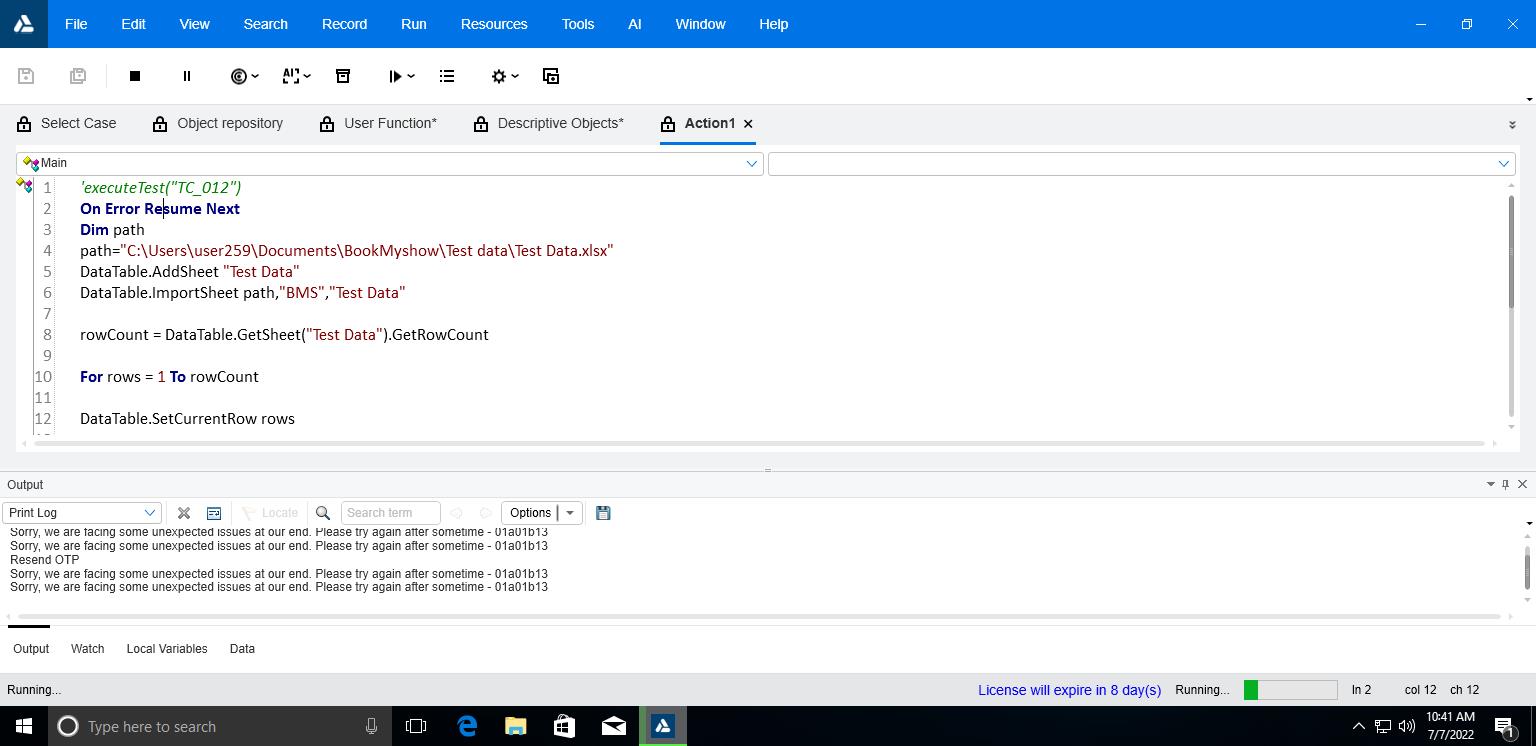 File Edit View Search Record Run Resources Tools AI Window Help
Select Case Object repository User Function* Descriptive Objects* Action1
Main
1 'executeTest("TC_012")
2 On Error Resume Next
3 Dim path
4 path="C:\Users\user259\Documents\BookMyshow\Test data\Test Data.xlsx"
5 DataTable.AddSheet "Test Data"
6 DataTable.ImportSheet path,"BMS","Test Data"
7
8 rowCount = DataTable.GetSheet("Test Data").GetRowCount
9
10 For rows = 1 To rowCount
11
12 DataTable.SetCurrentRow rows
Output
Print Log Locate Search term Options
Sorry, we are facing some unexpected issues at our end. Please try again after sometime - 01a01b13
Sorry, we are facing some unexpected issues at our end. Please try again after sometime - 01a01b13
Resend OTP
Sorry, we are facing some unexpected issues at our end. Please try again after sometime - 01a01b13
Sorry, we are facing some unexpected issues at our end. Please try again after sometime - 01a01b13
Output Watch Local Variables Data
Running... License will expire in 8 day(s) Running... ln 2 col 12 ch 12
Type here to search
10:41 AM
7/7/2022
1